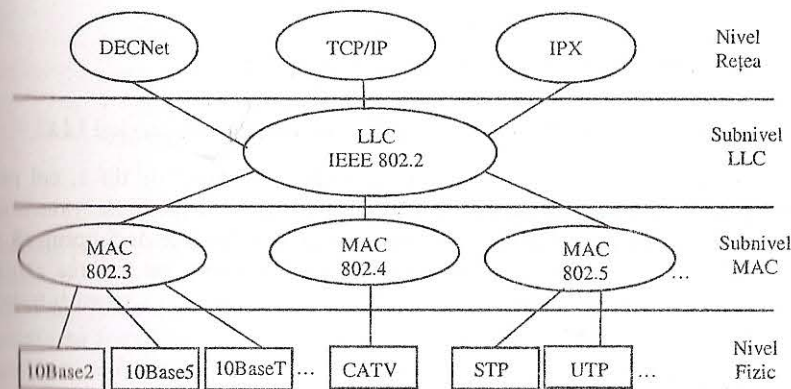 DECNet
TCP/IP
IPX
Nivel
Rețea
LLC
IEEE 802.2
Subnivel
LLC
MAC
802.3
MAC
802.4
MAC
802.5
...
Subnivel
MAC
10Base2
10Base5
10BaseT
...
CATV
STP
UTP
...
Nivel
Fizic